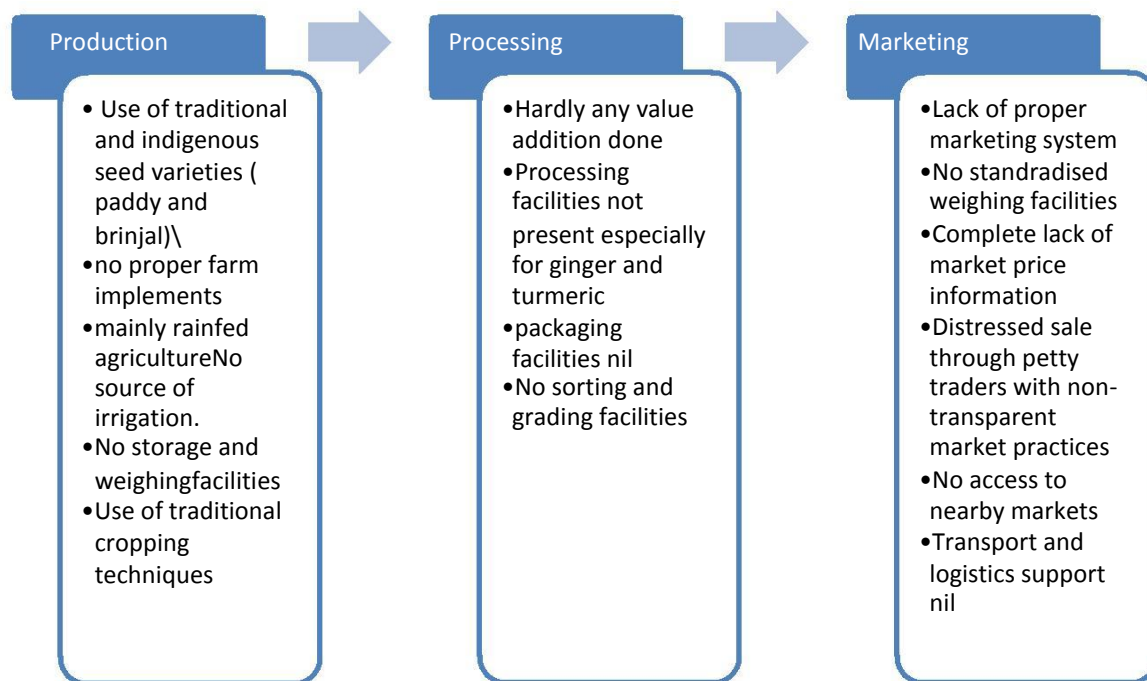 Production
• Use of traditional
and indigenous
seed varieties (
paddy and
brinjal)\
•no proper farm
implements
•mainly rainfed
agricultureNo
source of
irrigation.
•No storage and
weighingfacilities
•Use of traditional
cropping
techniques
Processing
•Hardly any value
addition done
•Processing
facilities not
present especially
for ginger and
turmeric
•packaging
facilities nil
•No sorting and
grading facilities
Marketing
•Lack of proper
marketing system
•No standradised
weighing facilities
•Complete lack of
market price
information
•Distressed sale
through petty
traders with non-
transparent
market practices
•No access to
nearby markets
•Transport and
logistics support
nil